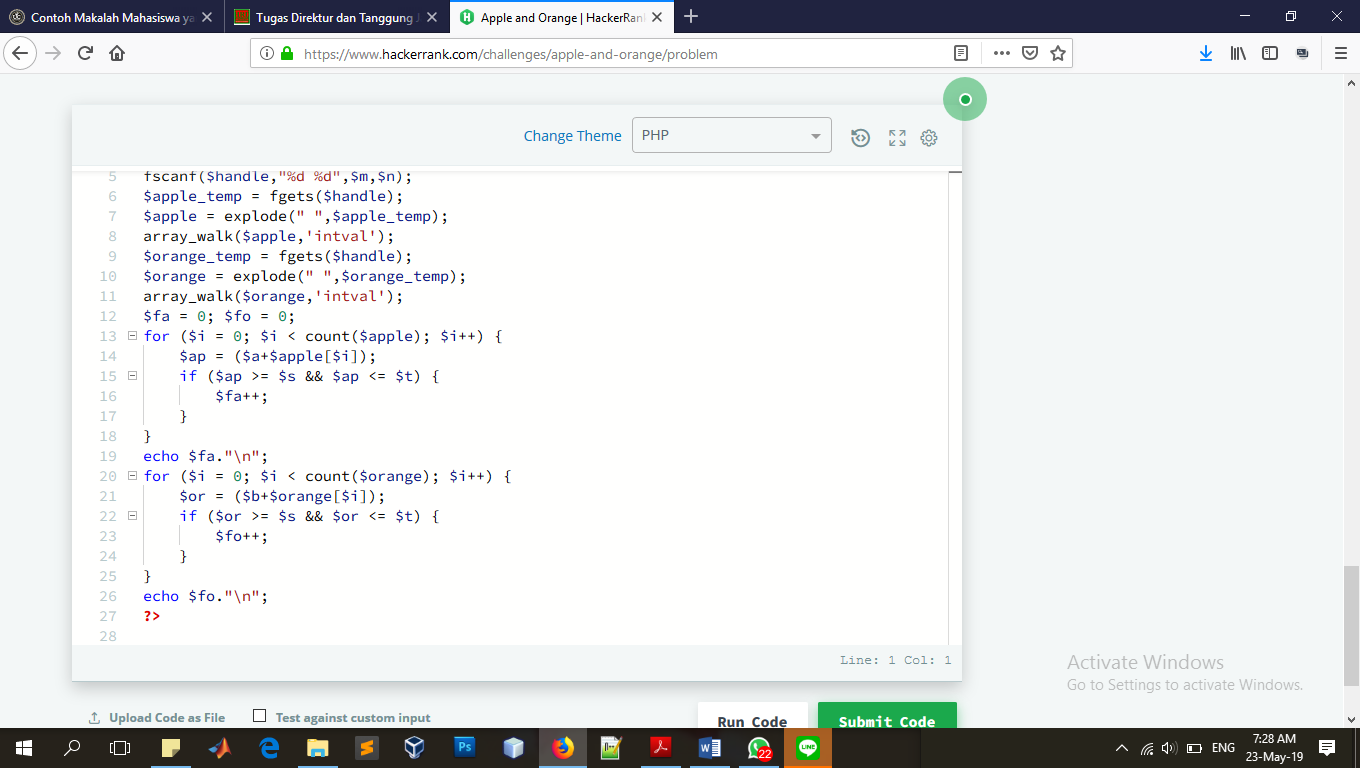 Contoh Makalah Mahasiswa ya
Tugas Direktur dan Tanggung J
Apple and Orange | HackerRan
https://www.hackerrank.com/challenges/apple-and-orange/problem
Change Theme PHP
5 fscanf($handle,"%d %d",$m,$n);
6 $apple_temp = fgets($handle);
7 $apple = explode(" ",$apple_temp);
8 array_walk($apple,'intval');
9 $orange_temp = fgets($handle);
10 $orange = explode(" ",$orange_temp);
11 array_walk($orange,'intval');
12 $fa = 0; $fo = 0;
13 for ($i = 0; $i < count($apple); $i++) {
14 $ap = ($a+$apple[$i]);
15 if ($ap >= $s && $ap <= $t) {
16 $fa++;
17 }
18 }
19 echo $fa."\n";
20 for ($i = 0; $i < count($orange); $i++) {
21 $or = ($b+$orange[$i]);
22 if ($or >= $s && $or <= $t) {
23 $fo++;
24 }
25 }
26 echo $fo."\n";
27 ?>
28
Line: 1 Col: 1
Activate Windows
Go to Settings to activate Windows.
Upload Code as File Test against custom input Run Code Submit Code
Ps
22
LINE
ENG
7:28 AM
23-May-19